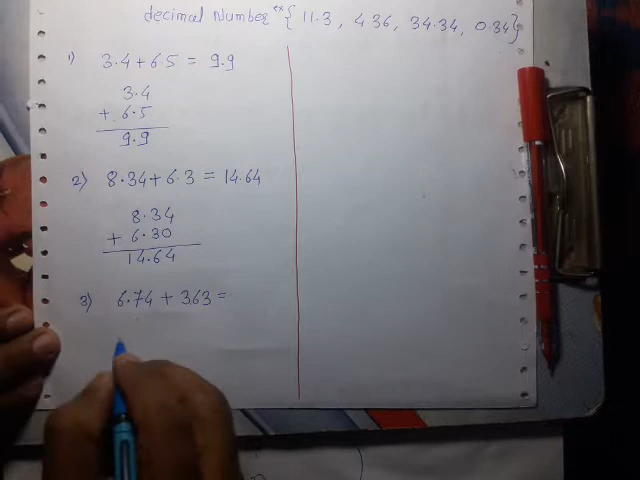 decimal Number ** { 11.3 , 4.36 , 34.34 , 0.34 }
1) 3.4 + 6.5 = 9.9
3.4
+ 6.5
9.9
2) 8.34 + 6.3 = 14.64
8.34
+ 6.30
14.64
3) 6.74 + 3.63 =